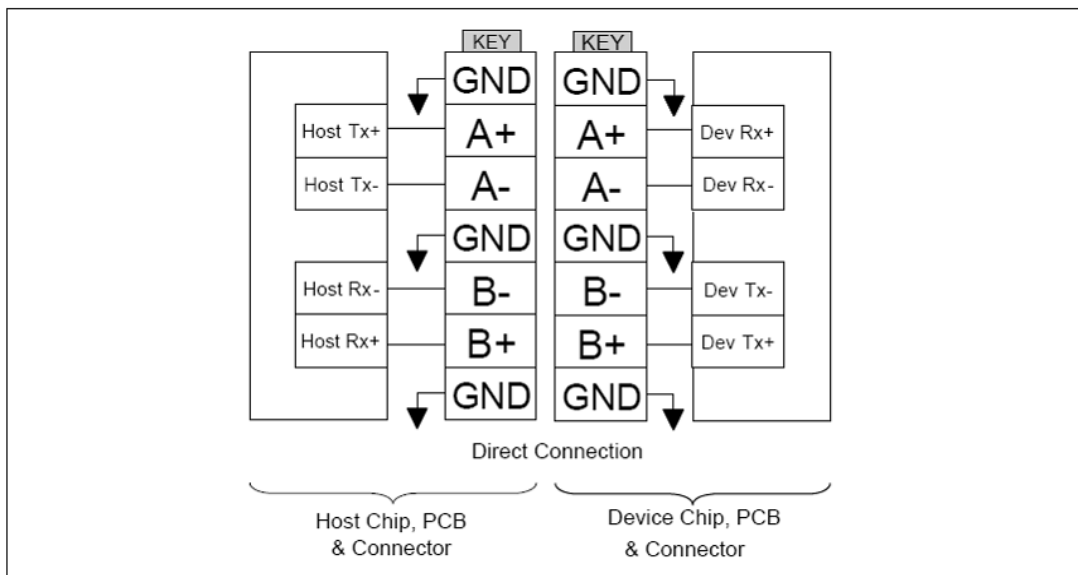 KEY KEY
GND GND
Host Tx+ A+ A+ Dev Rx+
Host Tx- A- A- Dev Rx-
GND GND
Host Rx- B- B- Dev Tx-
Host Rx+ B+ B+ Dev Tx+
GND GND
Direct Connection
Host Chip, PCB
& Connector
Device Chip, PCB
& Connector